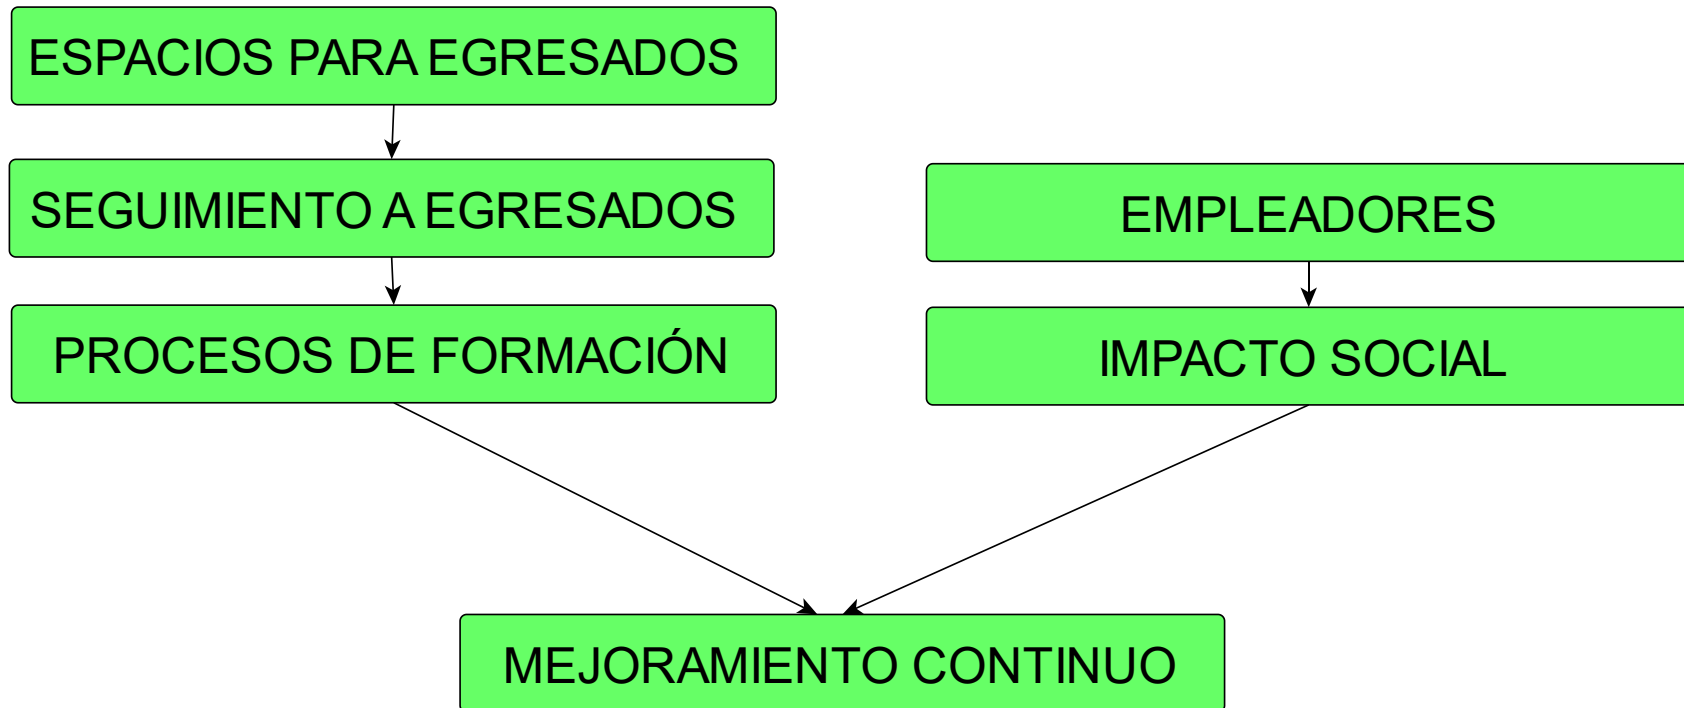 ESPACIOS PARA EGRESADOS
SEGUIMIENTO A EGRESADOS
PROCESOS DE FORMACIÓN
EMPLEADORES
IMPACTO SOCIAL
MEJORAMIENTO CONTINUO